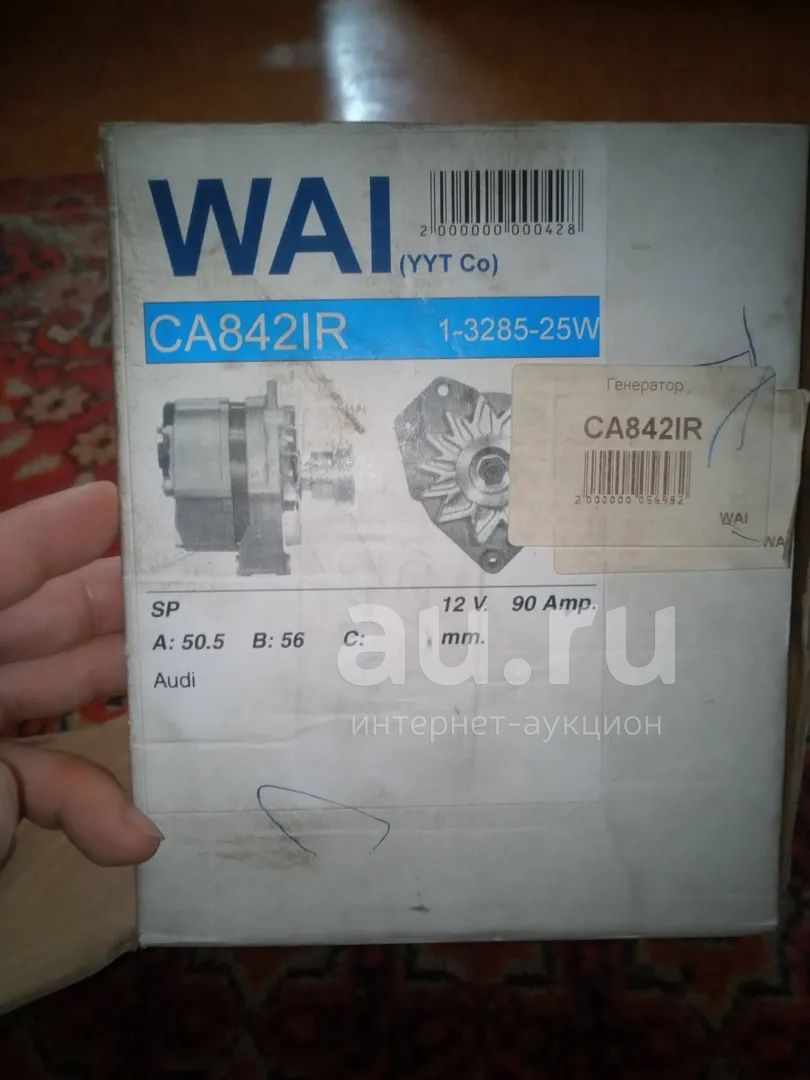 WAI
(YYT Co)
2 000000 000428
CA842IR 1-3285-25W
Генератор
CA842IR
2 000000 056982
WAI
WAI
SP 12 V. 90 Amp.
A: 50.5 B: 56 C: mm.
Audi
au.ru
интернет-аукцион